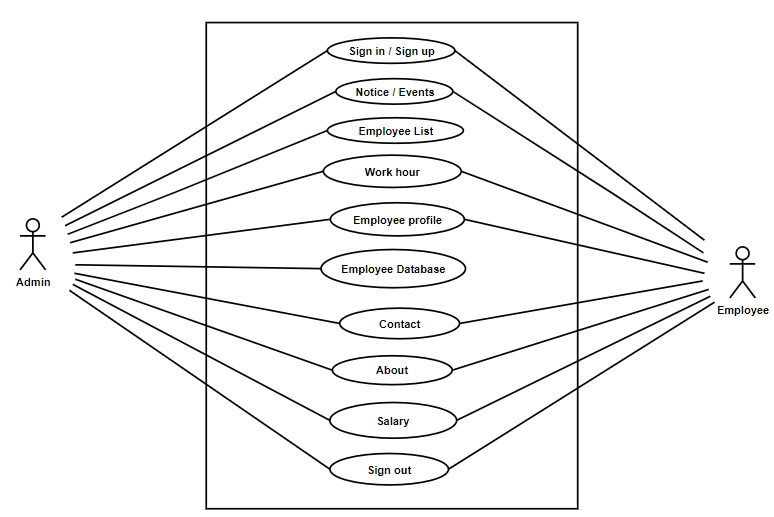 Sign in / Sign up
Notice / Events
Employee List
Work hour
Employee profile
Employee Database
Contact
About
Salary
Sign out
Admin
Employee